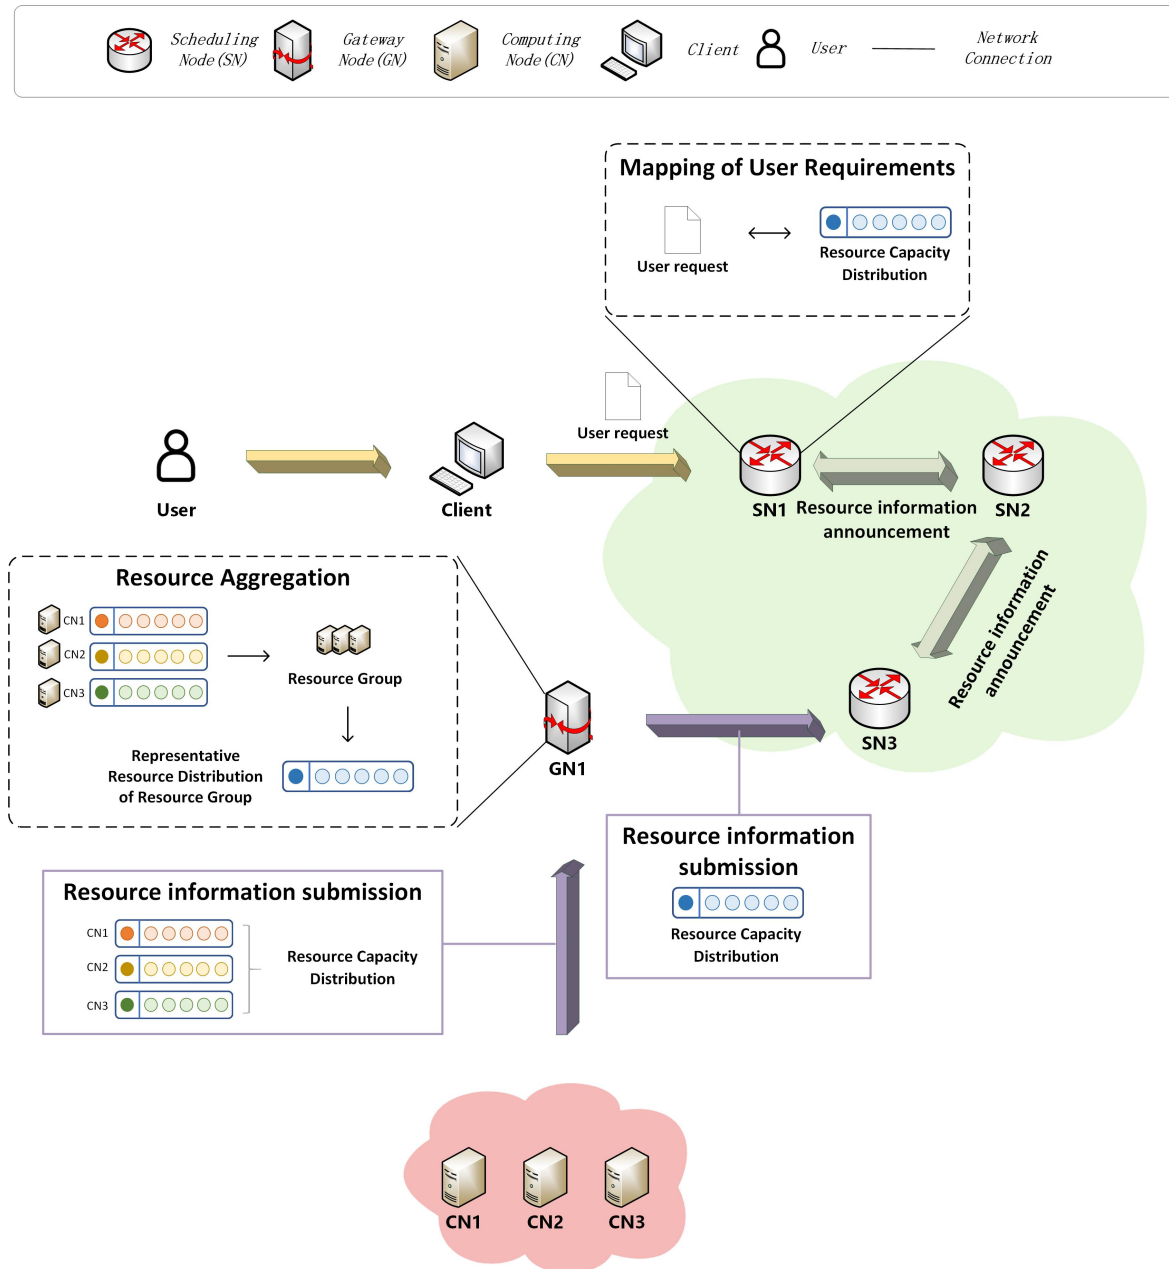 Scheduling
Node(SN)
Gateway
Node(GN)
Computing
Node(CN)
Client
User
Network
Connection
Mapping of User Requirements
User request
Resource Capacity
Distribution
User request
User
Client
SN1
SN2
Resource information
announcement
Resource information
announcement
SN3
Resource Aggregation
CN1
CN2
CN3
Resource Group
Representative
Resource Distribution
of Resource Group
GN1
Resource information
submission
Resource Capacity
Distribution
Resource information submission
CN1
CN2
CN3
Resource Capacity
Distribution
CN1
CN2
CN3